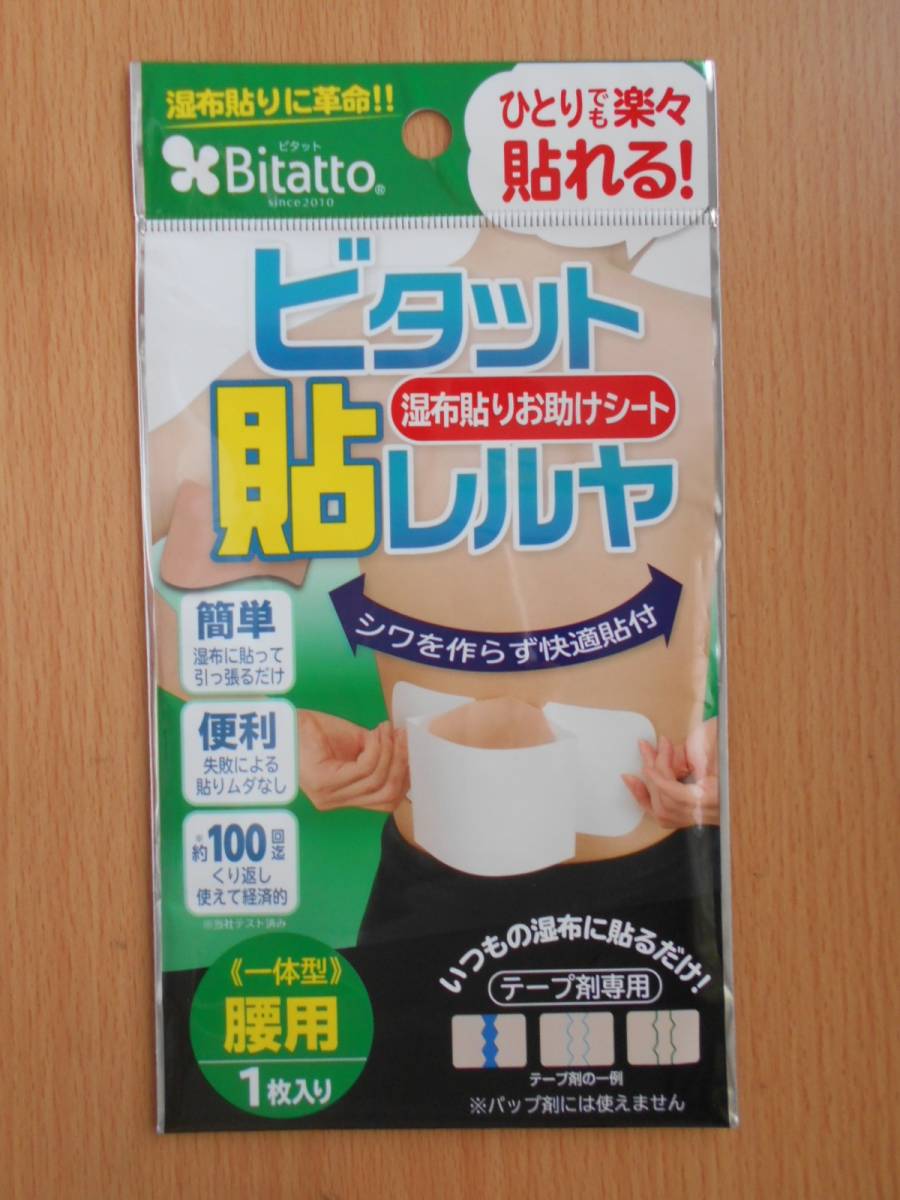 湿布貼りに革命!!
ビタット
Bitatto®
since2010
ひとりでも楽々
貼れる!
ビタット
湿布貼りお助けシート
貼レルヤ
シワを作らず快適貼付
簡単
湿布に貼って
引っ張るだけ
便利
失敗による
貼りムダなし
※約100回迄
くり返し
使えて経済的
※当社テスト済み
《一体型》
腰用
1枚入り
いつもの湿布に貼るだけ!
テープ剤専用
テープ剤の一例
※パップ剤には使えません